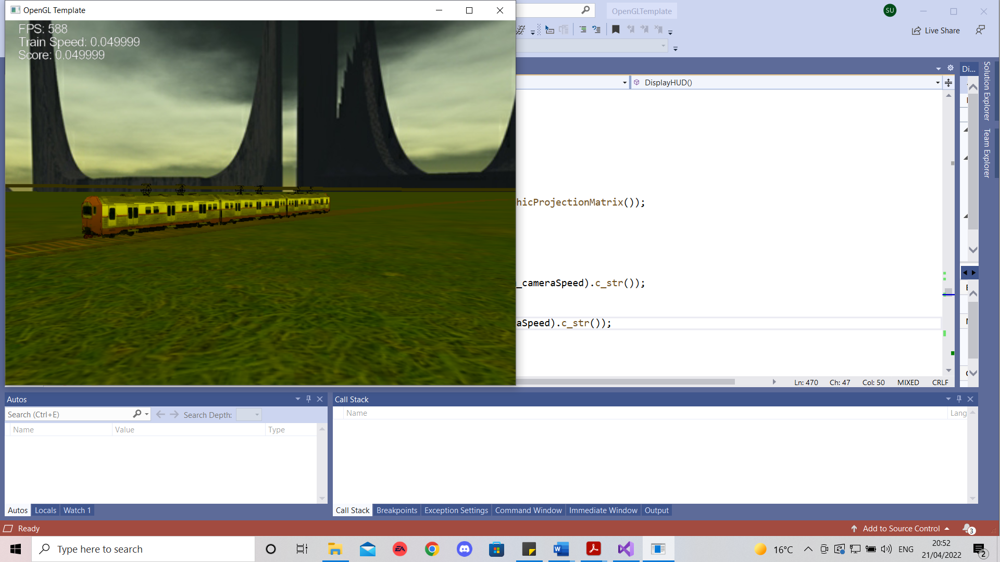 OpenGL Template
FPS: 588
Train Speed: 0.049999
Score: 0.049999
OpenGLTemplate
SU
Live Share
Di...
Solution Explorer
Team Explorer
DisplayHUD()
hicProjectionMatrix());
_cameraSpeed).c_str());
aSpeed).c_str());
Ln: 470 Ch: 47 Col: 50 MIXED CRLF
Autos
Search (Ctrl+E) Search Depth:
Name Value Type
Autos Locals Watch 1
Call Stack
Name Lang
Call Stack Breakpoints Exception Settings Command Window Immediate Window Output
Ready
Add to Source Control
3
Type here to search
EA
16°C
ENG
20:52
21/04/2022
2